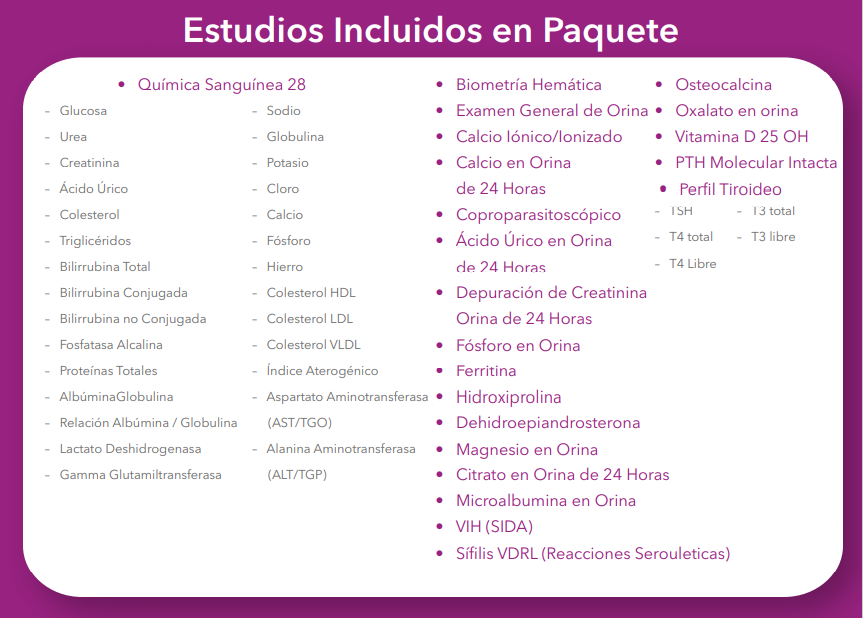 Estudios Incluidos en Paquete
• Química Sanguínea 28
- Glucosa
- Urea
- Creatinina
- Ácido Úrico
- Colesterol
- Triglicéridos
- Bilirrubina Total
- Bilirrubina Conjugada
- Bilirrubina no Conjugada
- Fosfatasa Alcalina
- Proteínas Totales
- AlbúminaGlobulina
- Relación Albúmina / Globulina
- Lactato Deshidrogenasa
- Gamma Glutamiltransferasa
- Sodio
- Globulina
- Potasio
- Cloro
- Calcio
- Fósforo
- Hierro
- Colesterol HDL
- Colesterol LDL
- Colesterol VLDL
- Índice Aterogénico
- Aspartato Aminotransferasa
(AST/TGO)
- Alanina Aminotransferasa
(ALT/TGP)
• Biometría Hemática
• Examen General de Orina
• Calcio Iónico/Ionizado
• Calcio en Orina
de 24 Horas
• Coproparasitoscópico
• Ácido Úrico en Orina
de 24 Horas
• Depuración de Creatinina
Orina de 24 Horas
• Fósforo en Orina
• Ferritina
• Hidroxiprolina
• Dehidroepiandrosterona
• Magnesio en Orina
• Citrato en Orina de 24 Horas
• Microalbumina en Orina
• VIH (SIDA)
• Sífilis VDRL (Reacciones Serouleticas)
• Osteocalcina
• Oxalato en orina
• Vitamina D 25 OH
• PTH Molecular Intacta
• Perfil Tiroideo
- TSH
- T4 total
- T4 Libre
- T3 total
- T3 libre